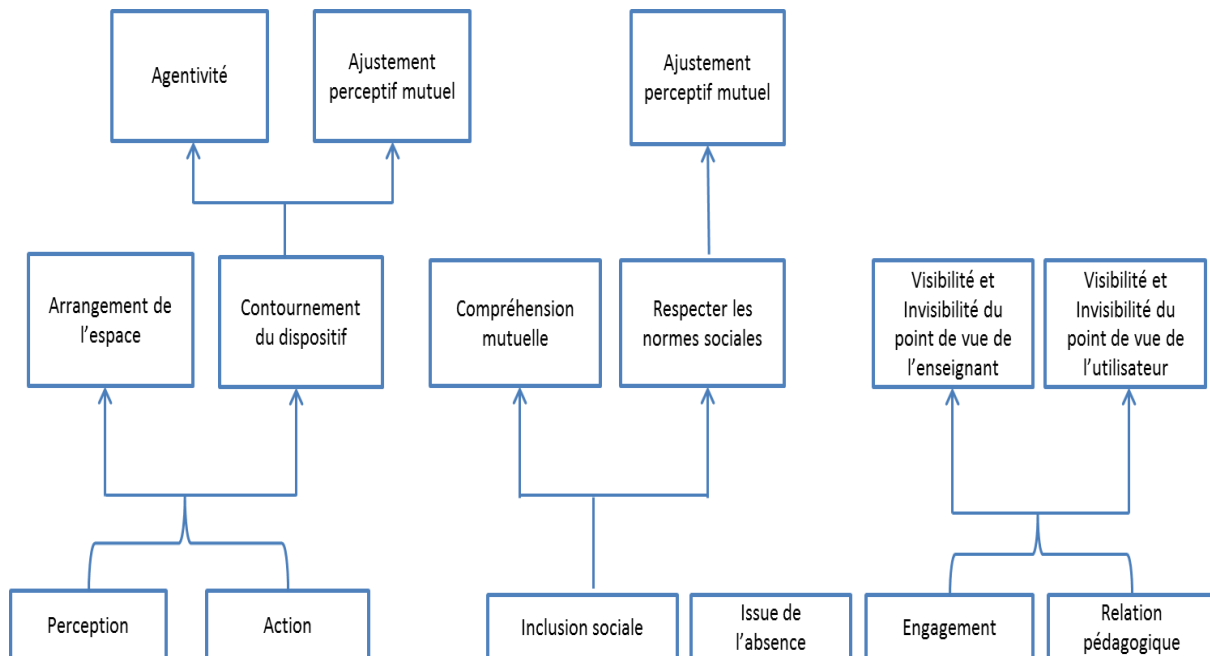 Agentivité
Ajustement
perceptif mutuel
Ajustement
perceptif mutuel
Arrangement de
l'espace
Contournement
du dispositif
Compréhension
mutuelle
Respecter les
normes sociales
Visibilité et
Invisibilité du
point de vue de
l'enseignant
Visibilité et
Invisibilité du
point de vue de
l'utilisateur
Perception
Action
Inclusion sociale
Issue de
l'absence
Engagement
Relation
pédagogique